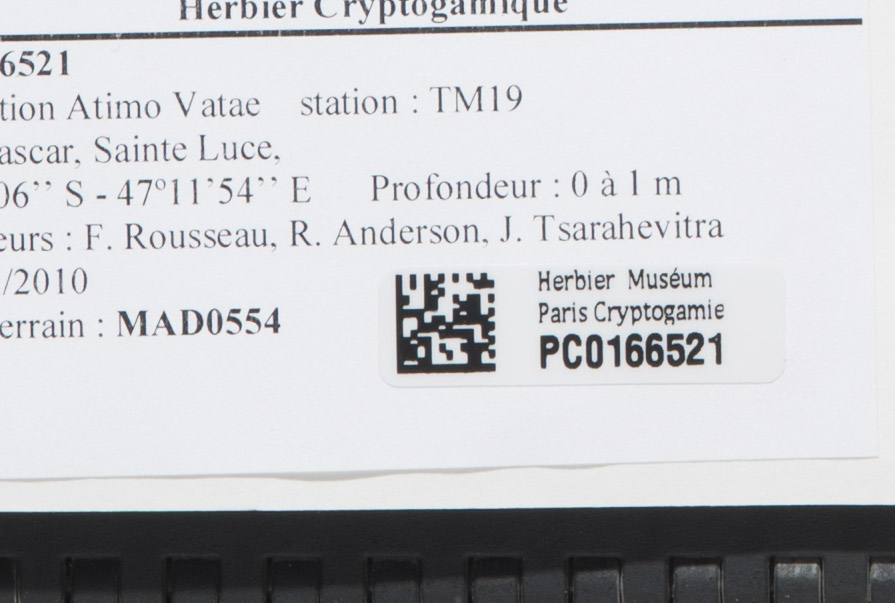 Herbier Cryptogamique
6521
tion Atimo Vatae station : TM19
ascar, Sainte Luce,
06’’ S - 47°11’54’’ E Profondeur : 0 à 1 m
eurs : F. Rousseau, R. Anderson, J. Tsarahevitra
/2010
errain : MAD0554
Herbier Muséum
Paris Cryptogamie
PC0166521